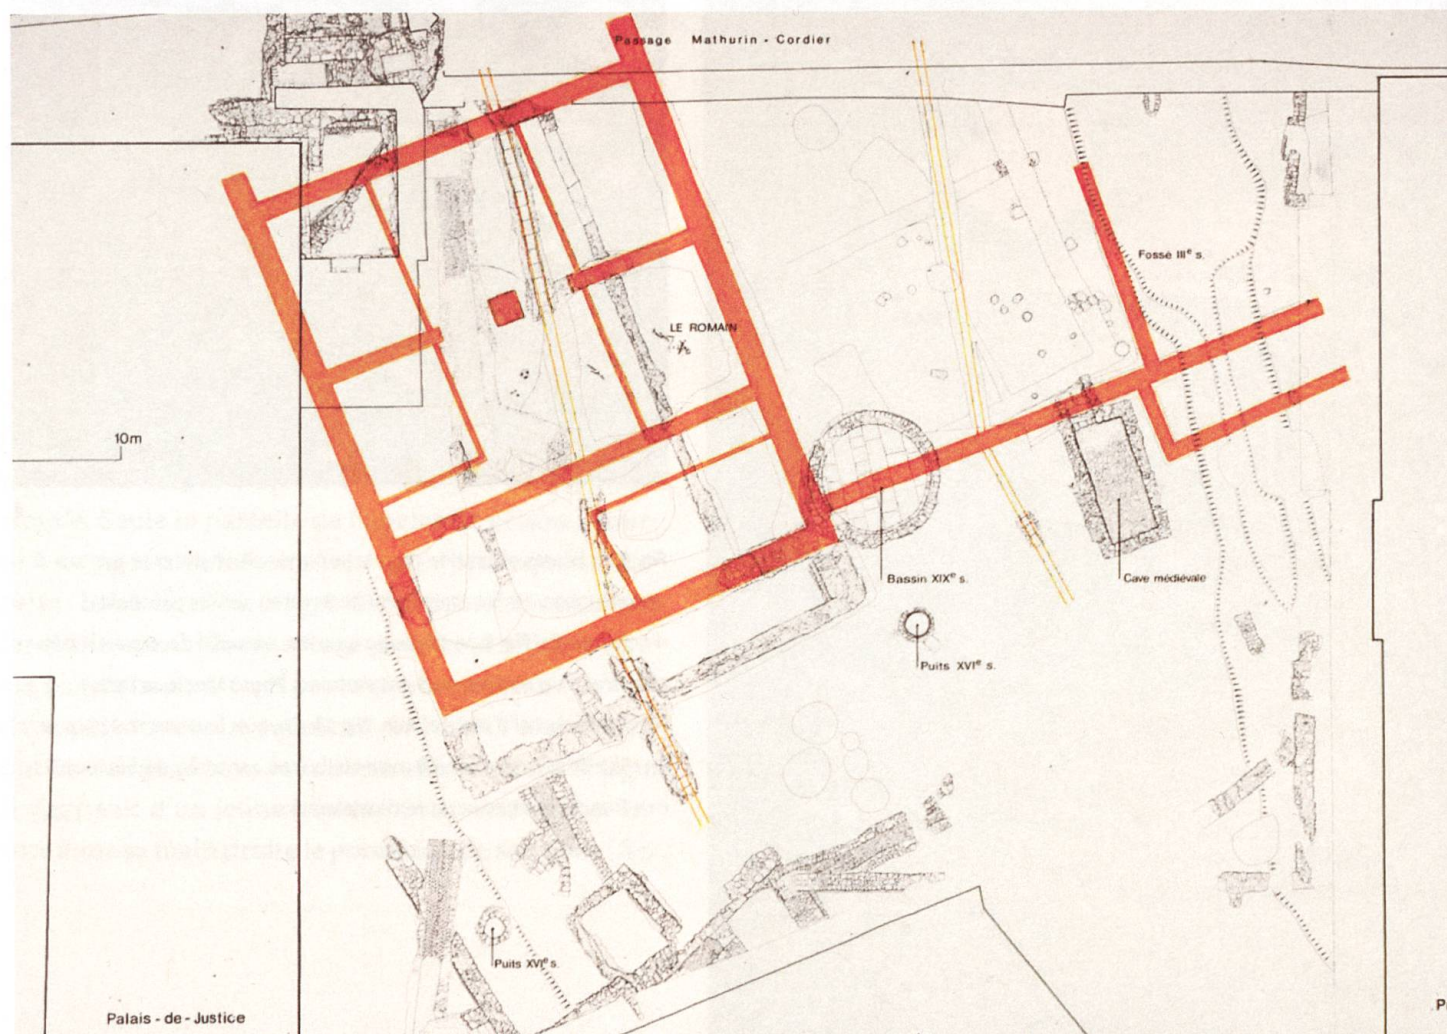 Passage Mathurin - Cordier
Fossé IIIe s.
LE ROMAIN
10m
Bassin XIXe s.
Cave médiévale
Puits XVIe s.
Puits XVIe s.
Palais - de - Justice